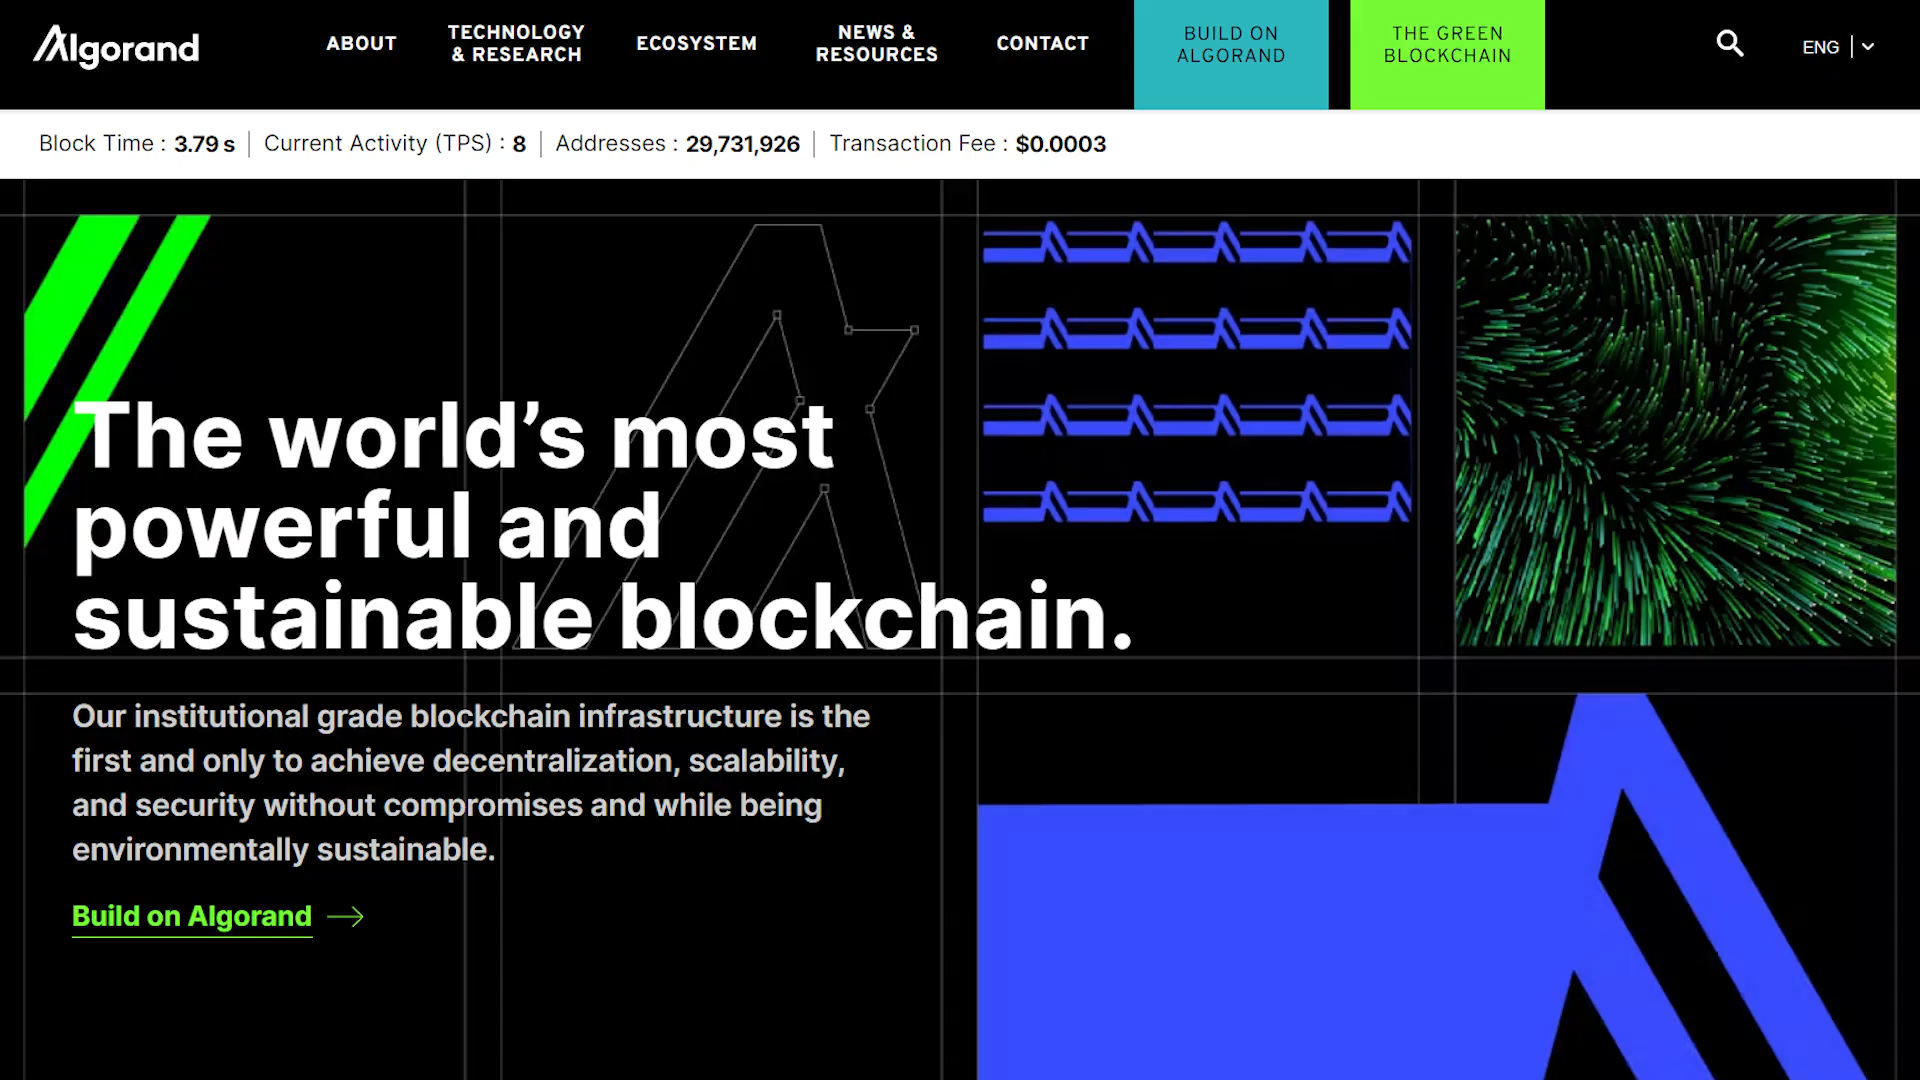 Algorand
ABOUT
TECHNOLOGY
& RESEARCH
ECOSYSTEM
NEWS &
RESOURCES
CONTACT
BUILD ON
ALGORAND
THE GREEN
BLOCKCHAIN
ENG
Block Time : 3.79 s | Current Activity (TPS) : 8 | Addresses : 29,731,926 | Transaction Fee : $0.0003
The world’s most
powerful and
sustainable blockchain.
Our institutional grade blockchain infrastructure is the
first and only to achieve decentralization, scalability,
and security without compromises and while being
environmentally sustainable.
Build on Algorand